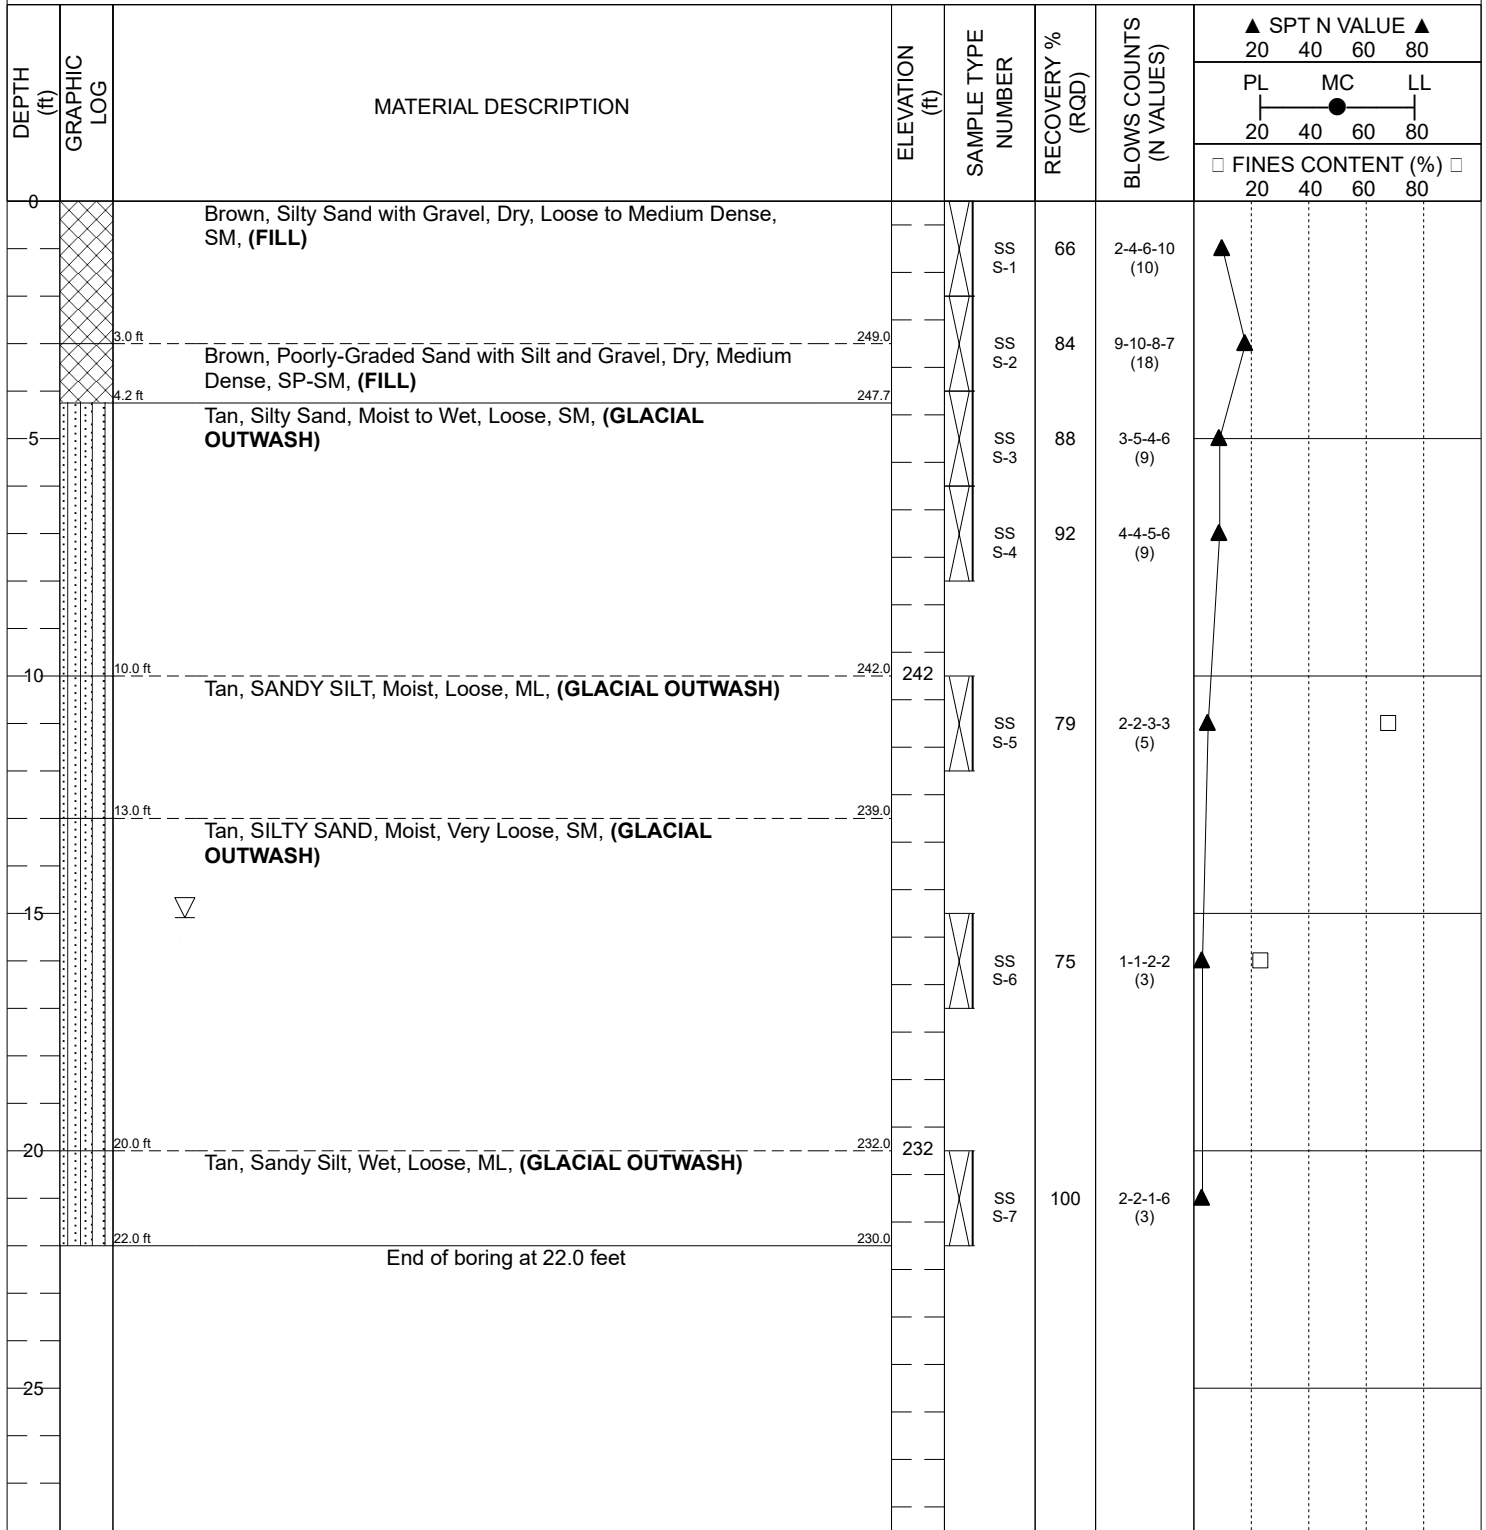 DEPTH
(ft)
GRAPHIC
LOG
MATERIAL DESCRIPTION
ELEVATION
(ft)
SAMPLE TYPE
NUMBER
RECOVERY %
(RQD)
BLOWS COUNTS
(N VALUES)
▲ SPT N VALUE ▲
20 40 60 80
PL MC LL
20 40 60 80
□ FINES CONTENT (%) □
20 40 60 80
0
Brown, Silty Sand with Gravel, Dry, Loose to Medium Dense,
SM, (FILL)
SS
S-1
66
2-4-6-10
(10)
3.0 ft
249.0
Brown, Poorly-Graded Sand with Silt and Gravel, Dry, Medium
Dense, SP-SM, (FILL)
SS
S-2
84
9-10-8-7
(18)
4.2 ft
247.7
Tan, Silty Sand, Moist to Wet, Loose, SM, (GLACIAL
OUTWASH)
5
SS
S-3
88
3-5-4-6
(9)
SS
S-4
92
4-4-5-6
(9)
10
10.0 ft
242.0
242
Tan, SANDY SILT, Moist, Loose, ML, (GLACIAL OUTWASH)
SS
S-5
79
2-2-3-3
(5)
13.0 ft
239.0
Tan, SILTY SAND, Moist, Very Loose, SM, (GLACIAL
OUTWASH)
15
SS
S-6
75
1-1-2-2
(3)
20
20.0 ft
232.0
232
Tan, Sandy Silt, Wet, Loose, ML, (GLACIAL OUTWASH)
SS
S-7
100
2-2-1-6
(3)
22.0 ft
230.0
End of boring at 22.0 feet
25